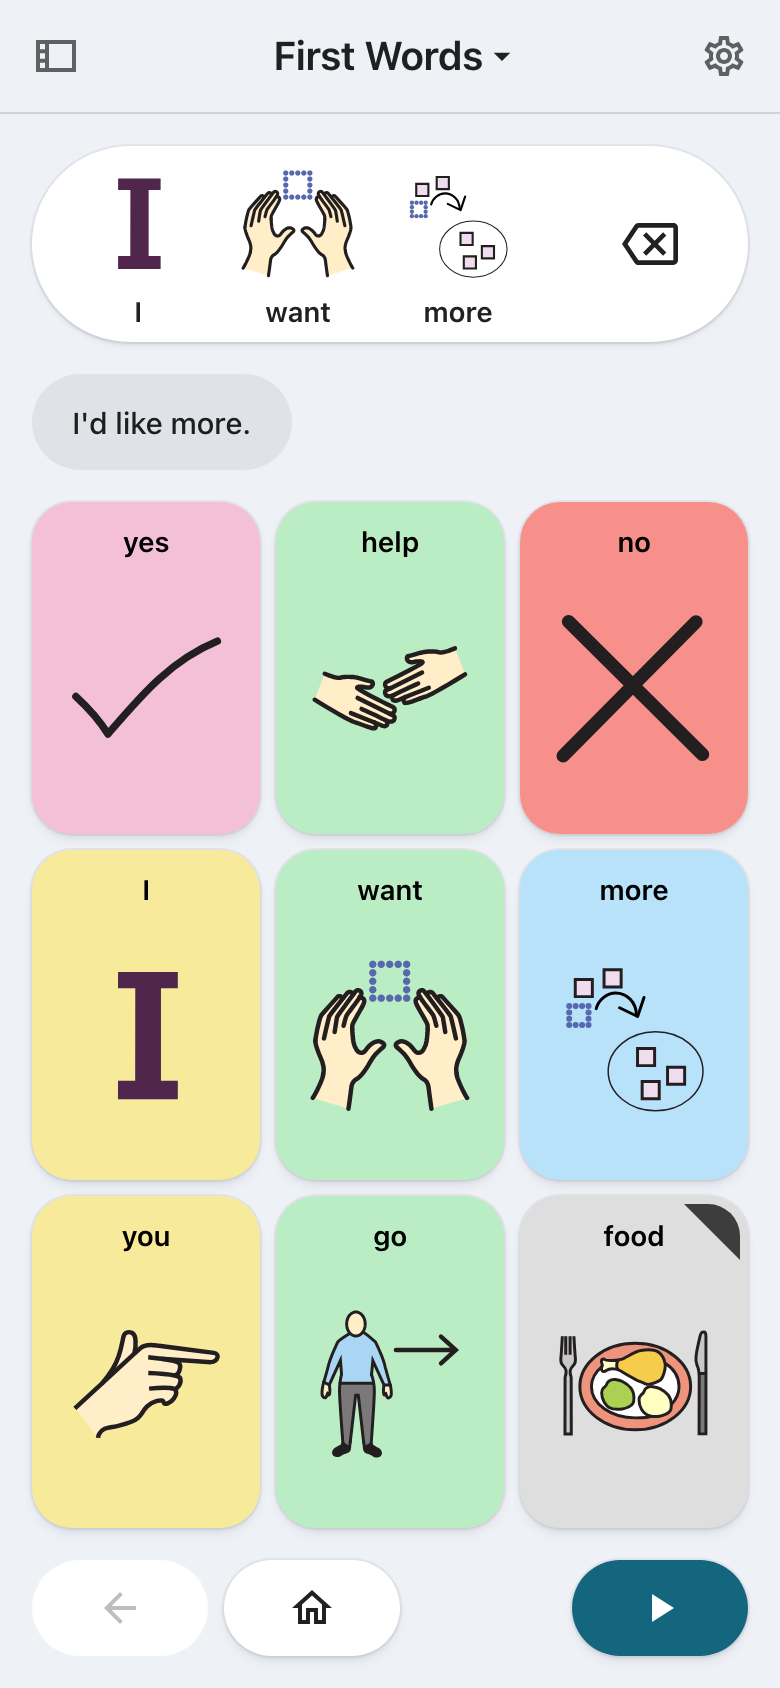 First Words
I want more
I'd like more.
yes help no
I want more
you go food